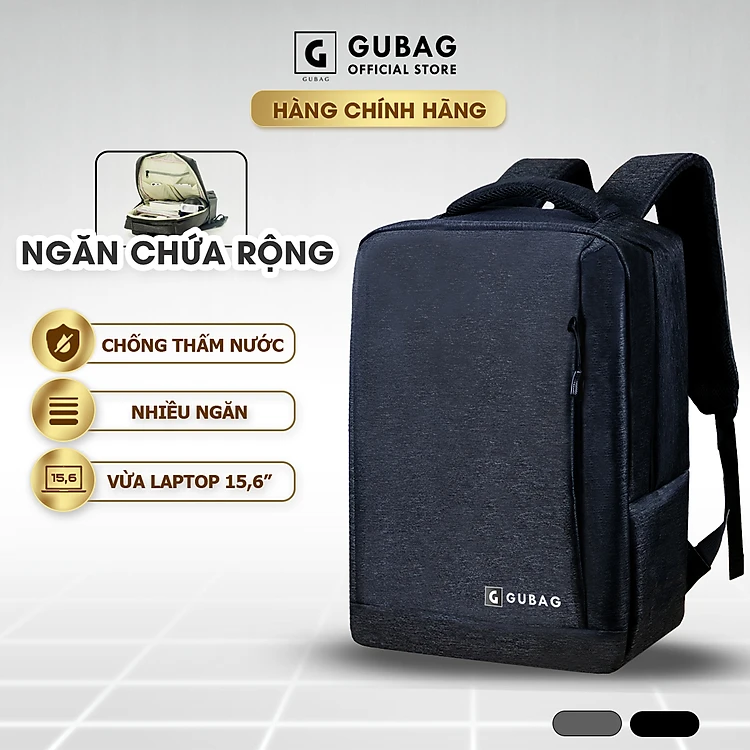 G
GUBAG
GUBAG
OFFICIAL STORE
HÀNG CHÍNH HÃNG
NGĂN CHỨA RỘNG
CHỐNG THẤM NƯỚC
NHIỀU NGĂN
15,6
VỪA LAPTOP 15,6”
G GUBAG